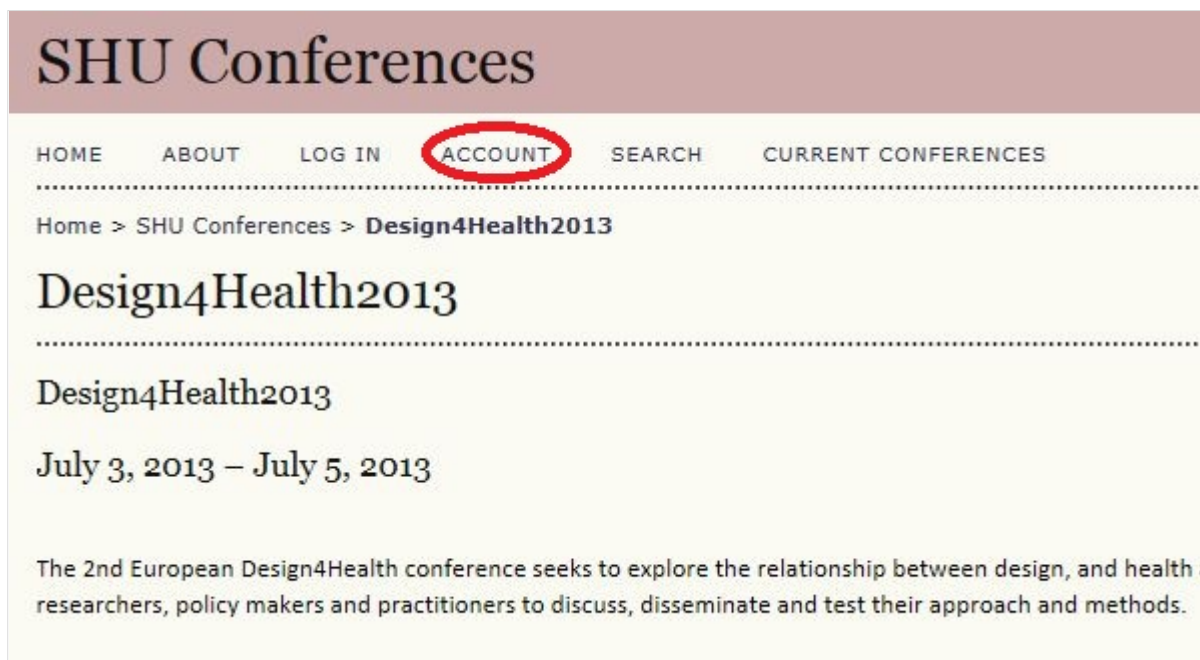 SHU Conferences
HOME ABOUT LOG IN ACCOUNT SEARCH CURRENT CONFERENCES
Home > SHU Conferences > Design4Health2013
Design4Health2013
Design4Health2013
July 3, 2013 – July 5, 2013
The 2nd European Design4Health conference seeks to explore the relationship between design, and health
researchers, policy makers and practitioners to discuss, disseminate and test their approach and methods.